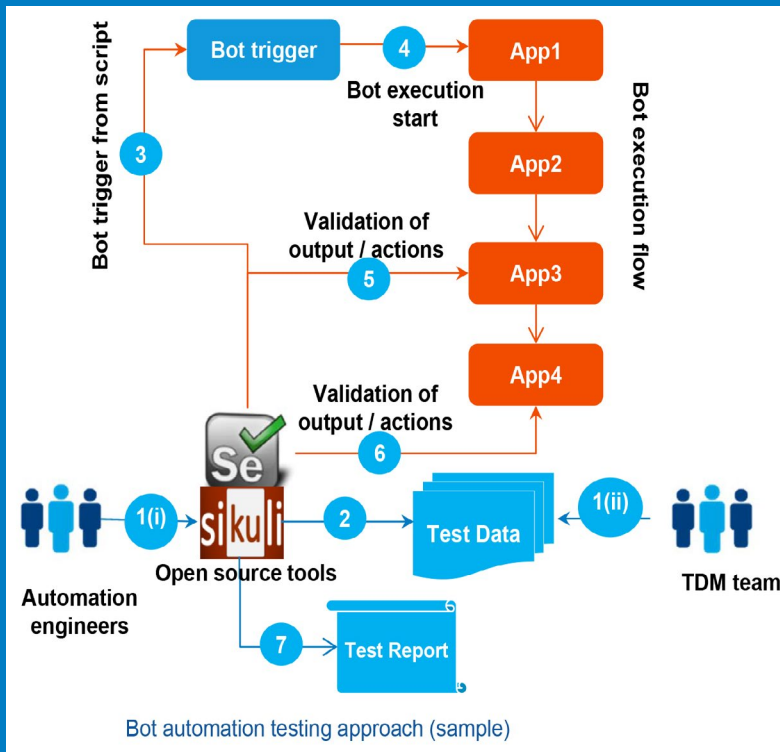 Bot trigger
4
App1
Bot execution
start
Bot trigger from script
3
Bot execution flow
App2
Validation of
output / actions
5
App3
App4
Validation of
output / actions
6
Se
sikuli
1(i)
2
Test Data
1(ii)
Open source tools
Automation
engineers
TDM team
7
Test Report
Bot automation testing approach (sample)